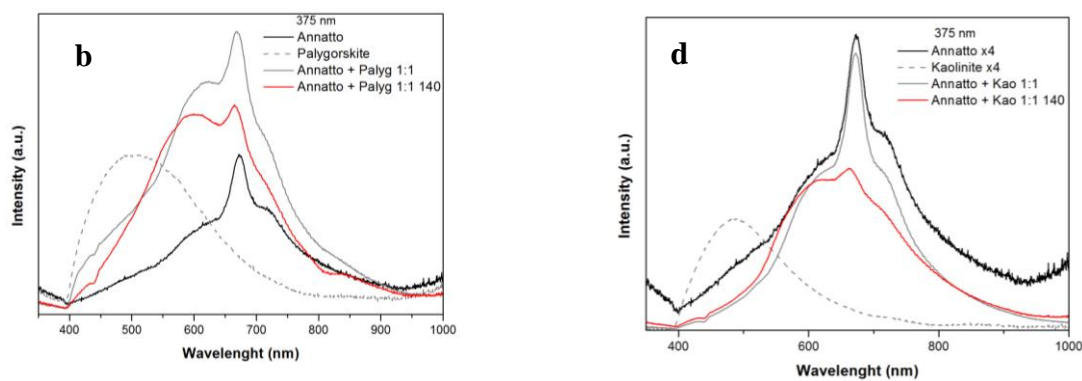 b
375 nm
Annatto
Palygorskite
Annatto + Palyg 1:1
Annatto + Palyg 1:1 140
Intensity (a.u.)
400 500 600 700 800 900 1000
Wavelenght (nm)
d
375 nm
Annatto x4
Kaolinite x4
Annatto + Kao 1:1
Annatto + Kao 1:1 140
Intensity (a.u.)
400 600 800 1000
Wavelenght (nm)